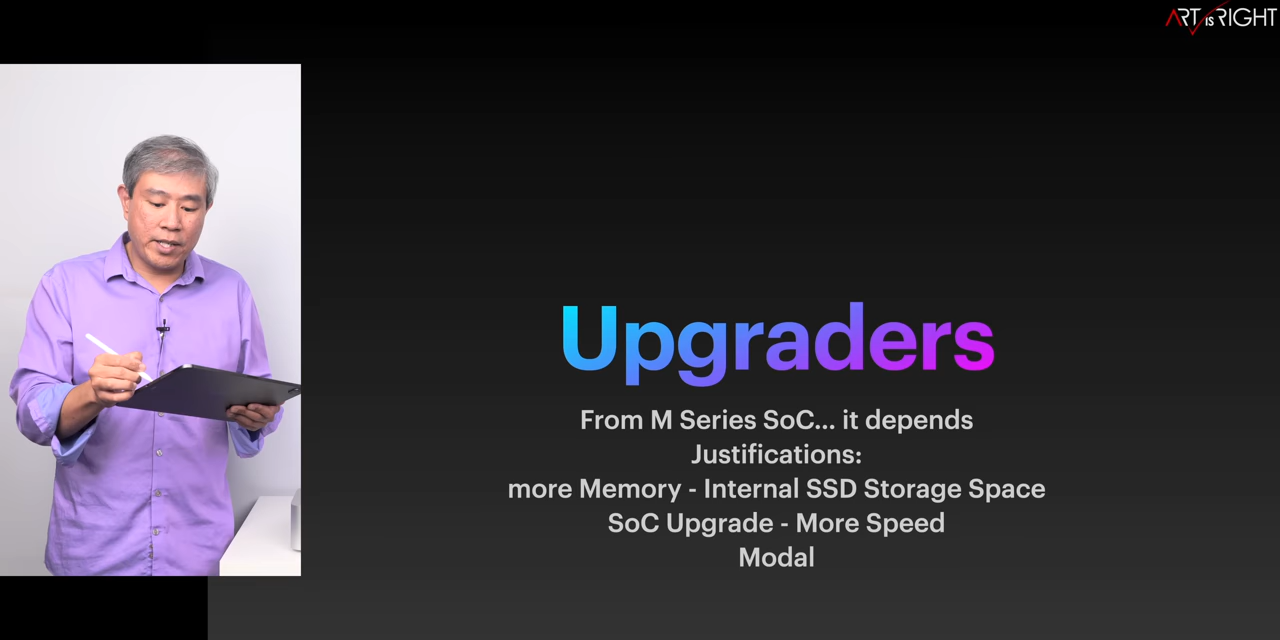 ART is RIGHT
Upgraders
From M Series SoC... it depends
Justifications:
more Memory - Internal SSD Storage Space
SoC Upgrade - More Speed
Modal